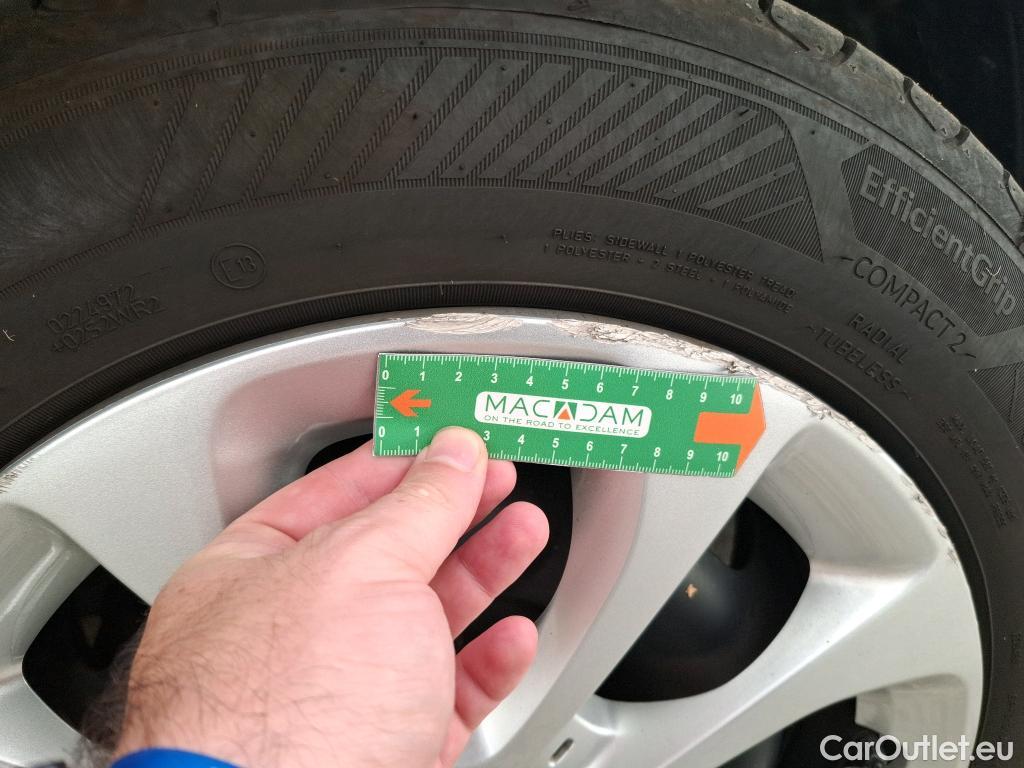 EfficientGrip
COMPACT 2
RADIAL
TUBELESS
PLIES: SIDEWALL 1 POLYESTER TREAD
1 POLYESTER + 2 STEEL + 1 POLYAMIDE
E13
0224972
+0252WR2
0 1 2 3 4 5 6 7 8 9 10
MACADAM
ON THE ROAD TO EXCELLENCE
0 1 3 4 5 6 7 8 9 10
CarOutlet.eu